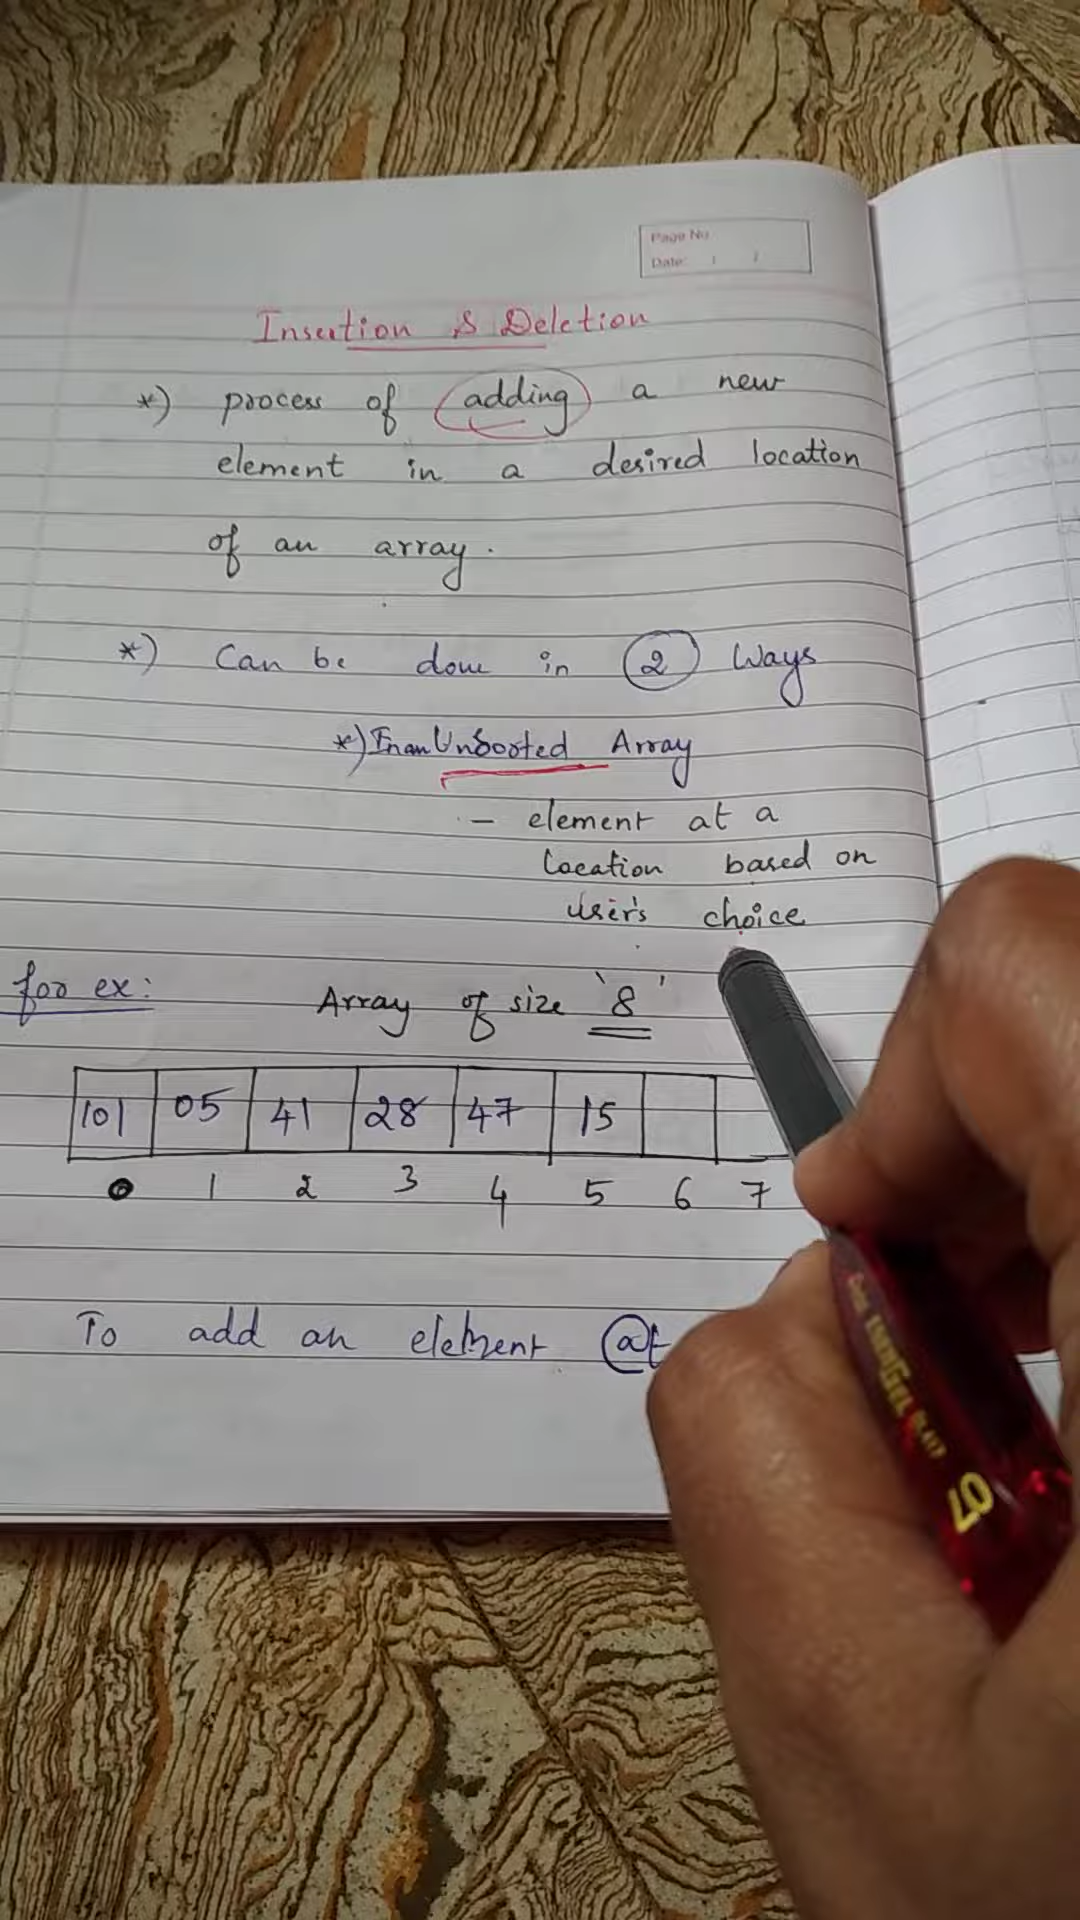 Page No
Date: / /
Insertion & Deletion
*) process of adding a new
element in a desired location
of an array.
*) Can be done in 2 Ways
*) In an Unsorted Array
- element at a
location based on
user's choice
for ex: Array of size '8'
101 05 41 28 47 15
0 1 2 3 4 5 6 7
To add an element @at